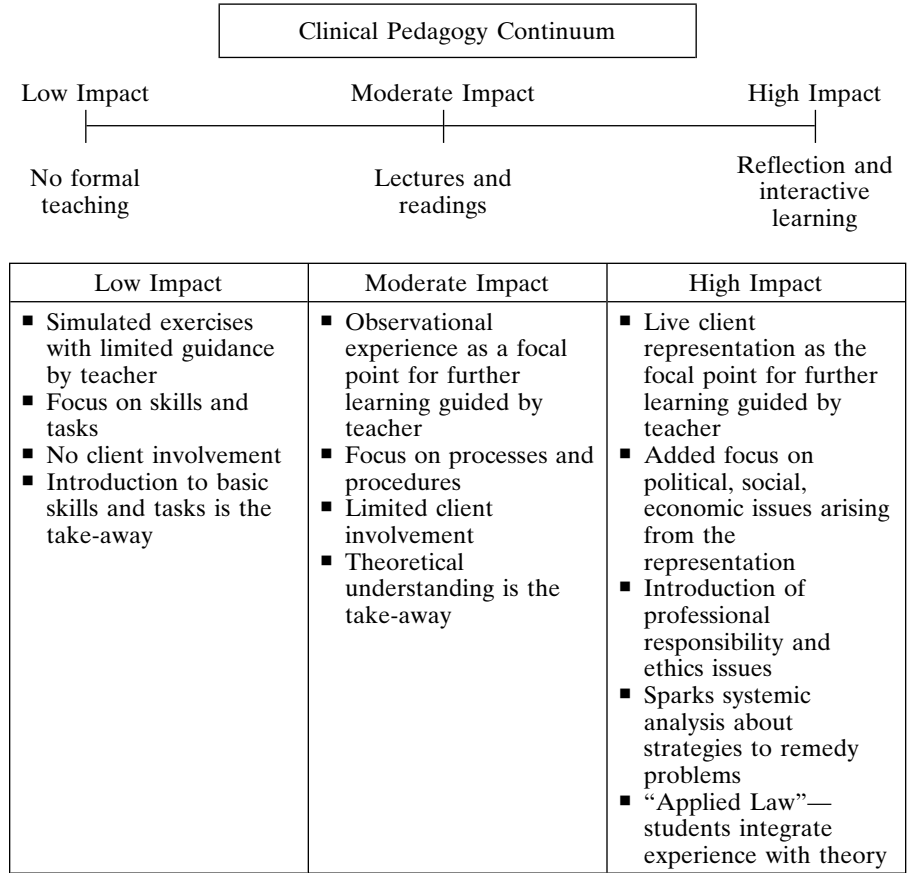 Clinical Pedagogy Continuum
Low Impact
Moderate Impact
High Impact
No formal
teaching
Lectures and
readings
Reflection and
interactive
learning
Low Impact
■ Simulated exercises
with limited guidance
by teacher
■ Focus on skills and
tasks
■ No client involvement
■ Introduction to basic
skills and tasks is the
take-away
Moderate Impact
■ Observational
experience as a focal
point for further
learning guided by
teacher
■ Focus on processes and
procedures
■ Limited client
involvement
■ Theoretical
understanding is the
take-away
High Impact
■ Live client
representation as the
focal point for further
learning guided by
teacher
■ Added focus on
political, social,
economic issues arising
from the
representation
■ Introduction of
professional
responsibility and
ethics issues
■ Sparks systemic
analysis about
strategies to remedy
problems
■ “Applied Law”—
students integrate
experience with theory